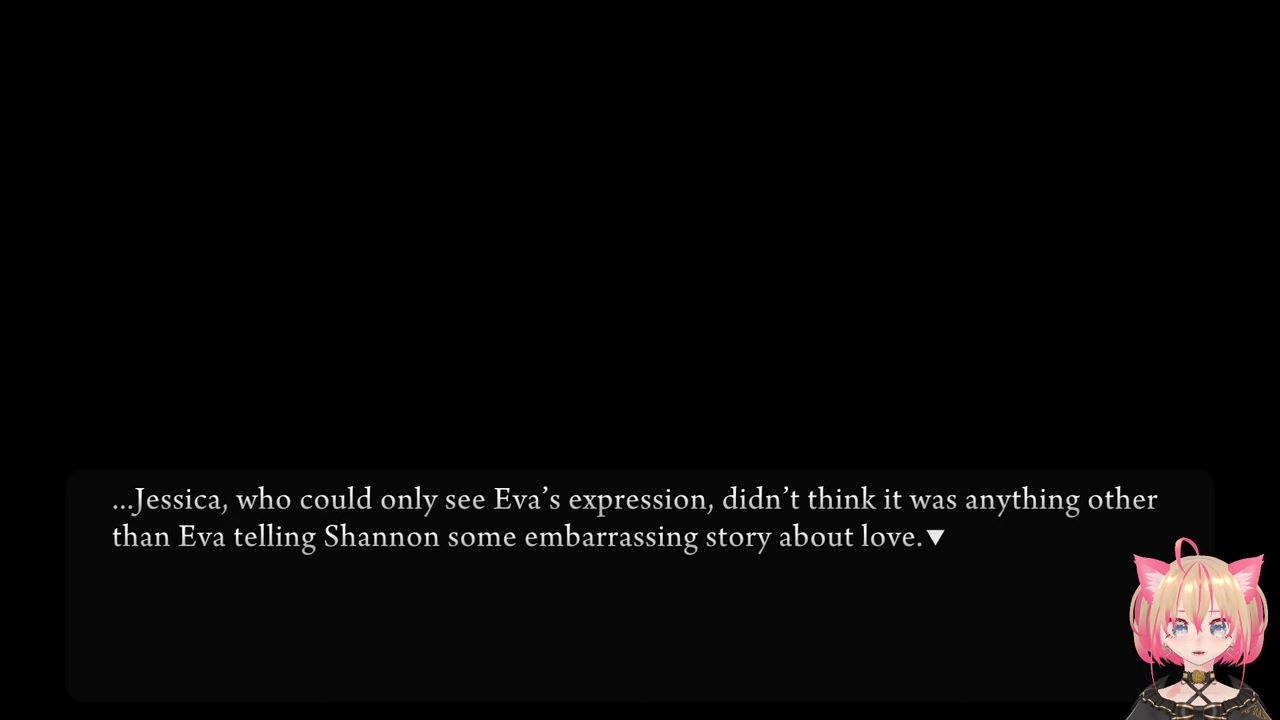 ...Jessica, who could only see Eva's expression, didn't think it was anything other
than Eva telling Shannon some embarrassing story about love.▼